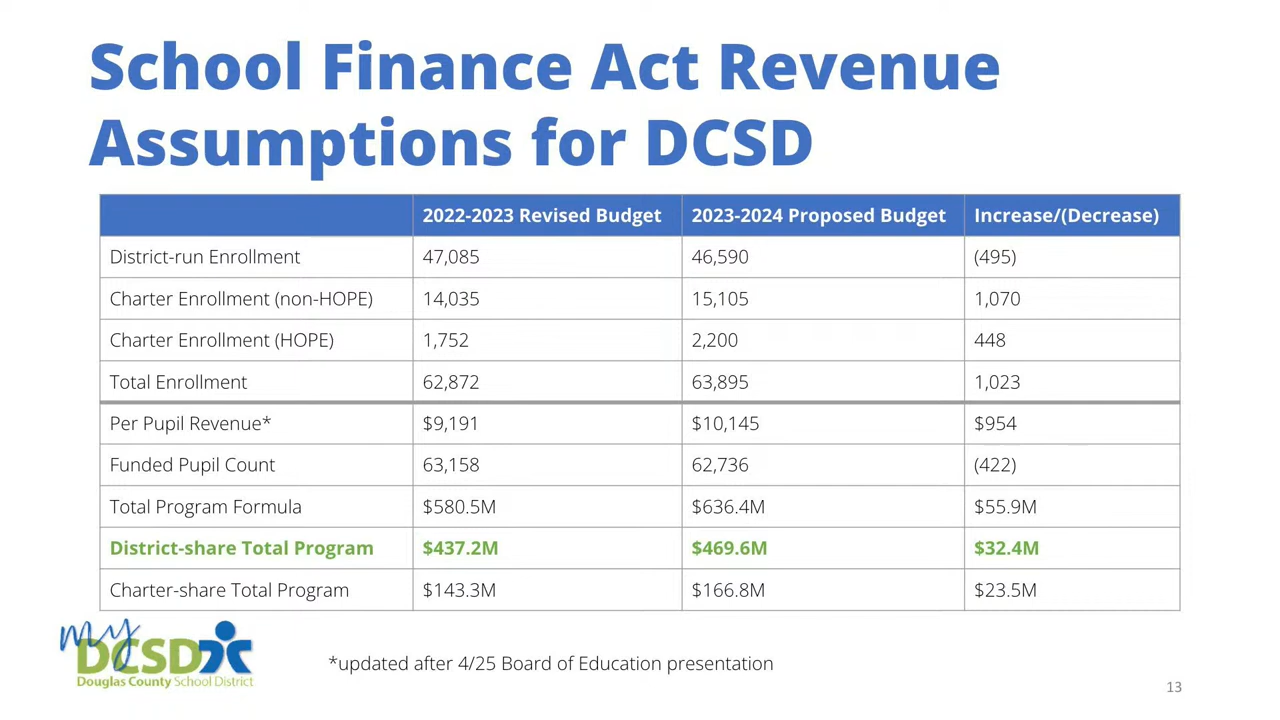 School Finance Act Revenue
Assumptions for DCSD
2022-2023 Revised Budget 2023-2024 Proposed Budget Increase/(Decrease)
District-run Enrollment 47,085 46,590 (495)
Charter Enrollment (non-HOPE) 14,035 15,105 1,070
Charter Enrollment (HOPE) 1,752 2,200 448
Total Enrollment 62,872 63,895 1,023
Per Pupil Revenue* $9,191 $10,145 $954
Funded Pupil Count 63,158 62,736 (422)
Total Program Formula $580.5M $636.4M $55.9M
District-share Total Program $437.2M $469.6M $32.4M
Charter-share Total Program $143.3M $166.8M $23.5M
my
DCSD
Douglas County School District
*updated after 4/25 Board of Education presentation
13